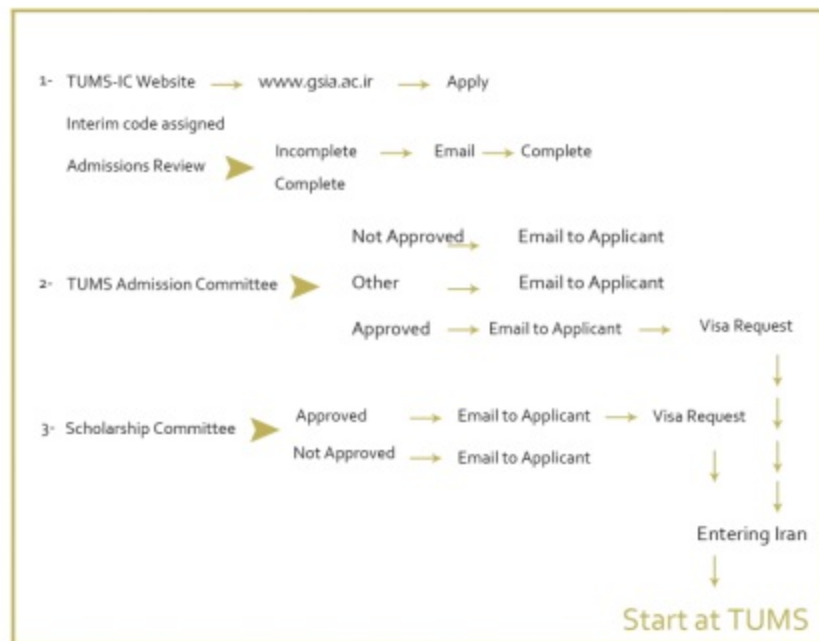 1- TUMS-IC Website www.gsia.ac.ir Apply
Interim code assigned
Incomplete Email Complete
Admissions Review
Complete
Not Approved Email to Applicant
2- TUMS Admission Committee Other Email to Applicant
Approved Email to Applicant Visa Request
Approved Email to Applicant Visa Request
3- Scholarship Committee
Not Approved Email to Applicant
Entering Iran
Start at TUMS